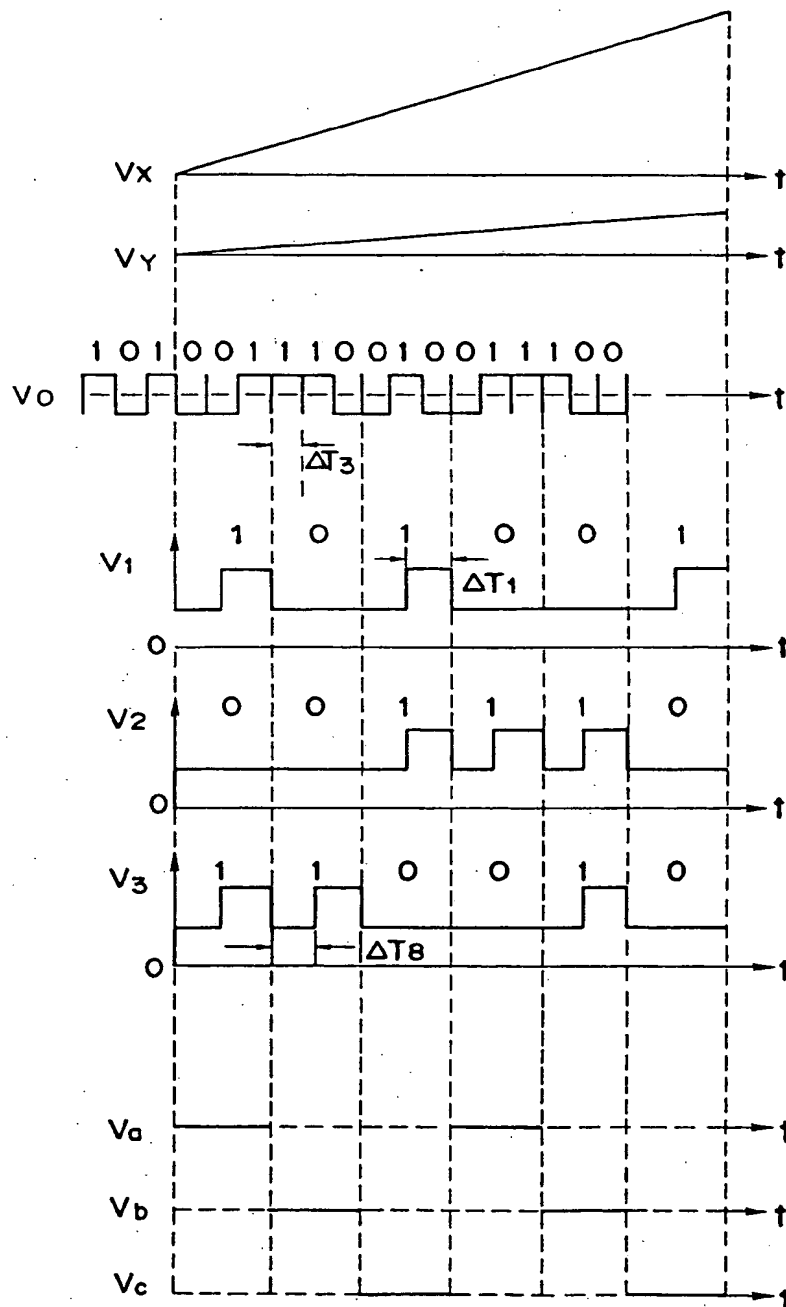 VX t
VY t
1 0 1 0 0 1 1 1 0 0 1 0 0 1 1 1 0 0
VO t
ΔT3
1 0 1 0 0 1
V1
ΔT1
0 t
0 0 1 1 1 0
V2
0 t
1 1 0 0 1 0
V3
ΔT8
0 t
Va t
Vb t
Vc t